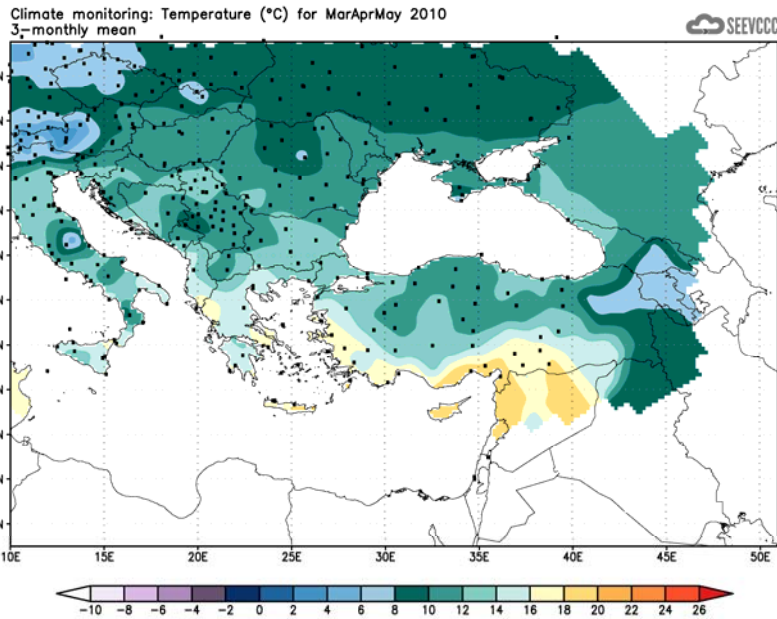 Climate monitoring: Temperature (°C) for MarAprMay 2010
3-monthly mean
SEEVCCC
N
N
N
N
N
N
N
N
N
N
N
10E 15E 20E 25E 30E 35E 40E 45E 50E
-10 -8 -6 -4 -2 0 2 4 6 8 10 12 14 16 18 20 22 24 26